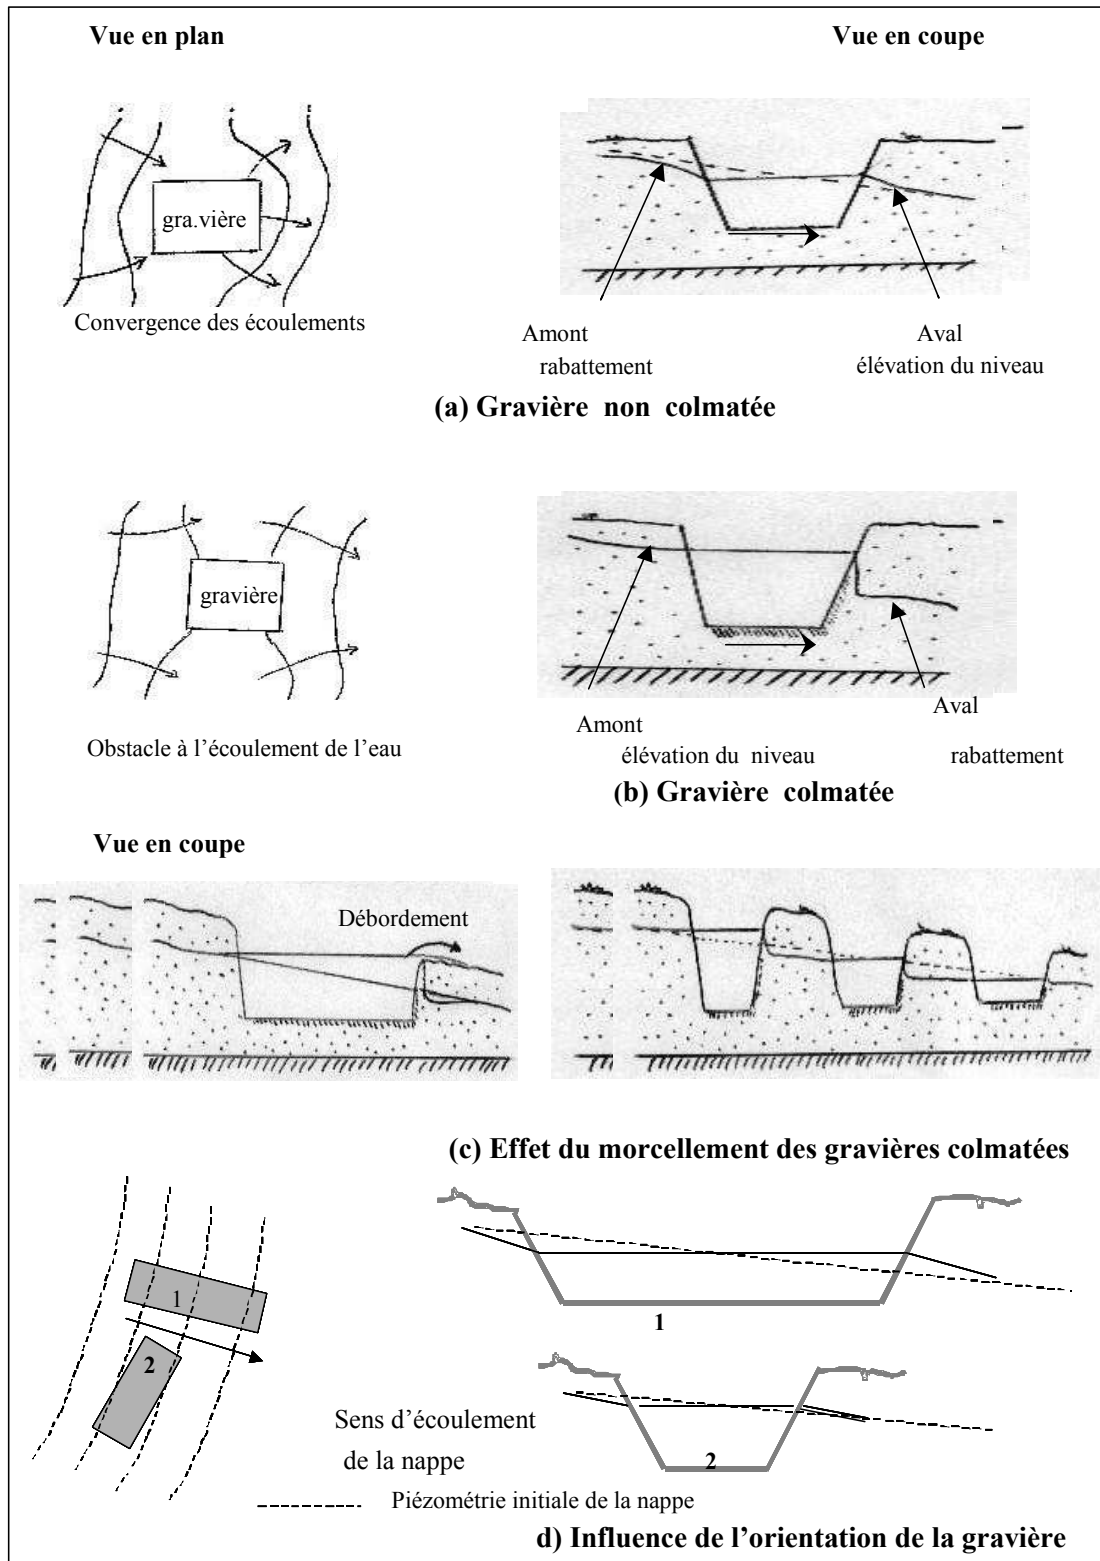 Vue en plan
Vue en coupe
gra.vière
Convergence des écoulements
Amont
rabattement
Aval
élévation du niveau
(a) Gravière non colmatée
gravière
Obstacle à l'écoulement de l'eau
Amont
élévation du niveau
Aval
rabattement
(b) Gravière colmatée
Vue en coupe
Débordement
(c) Effet du morcellement des gravières colmatées
1
2
1
2
Sens d'écoulement
de la nappe
Piézométrie initiale de la nappe
d) Influence de l'orientation de la gravière